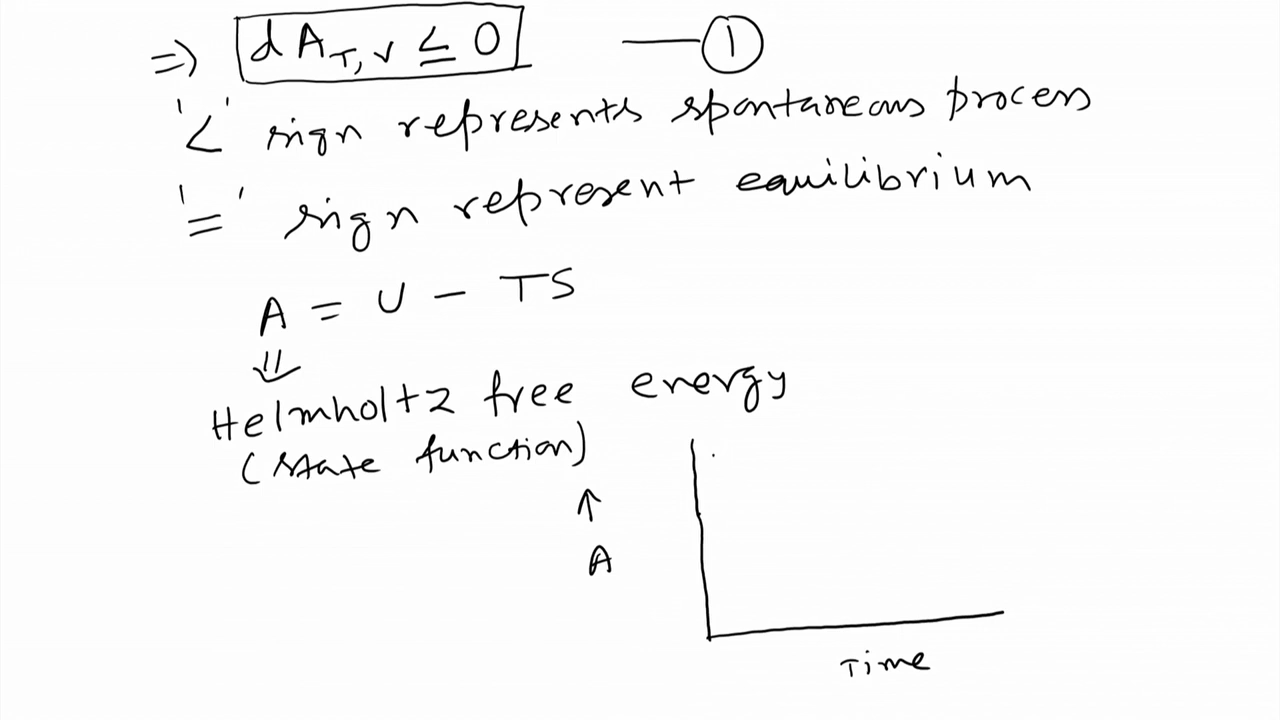 ⇒ dA_T,V ≤ 0 —①
'<' sign represents spontaneous process
'=' sign represent equilibrium
A = U - TS
⇓
Helmholtz free energy
(state function)
↑
A
Time